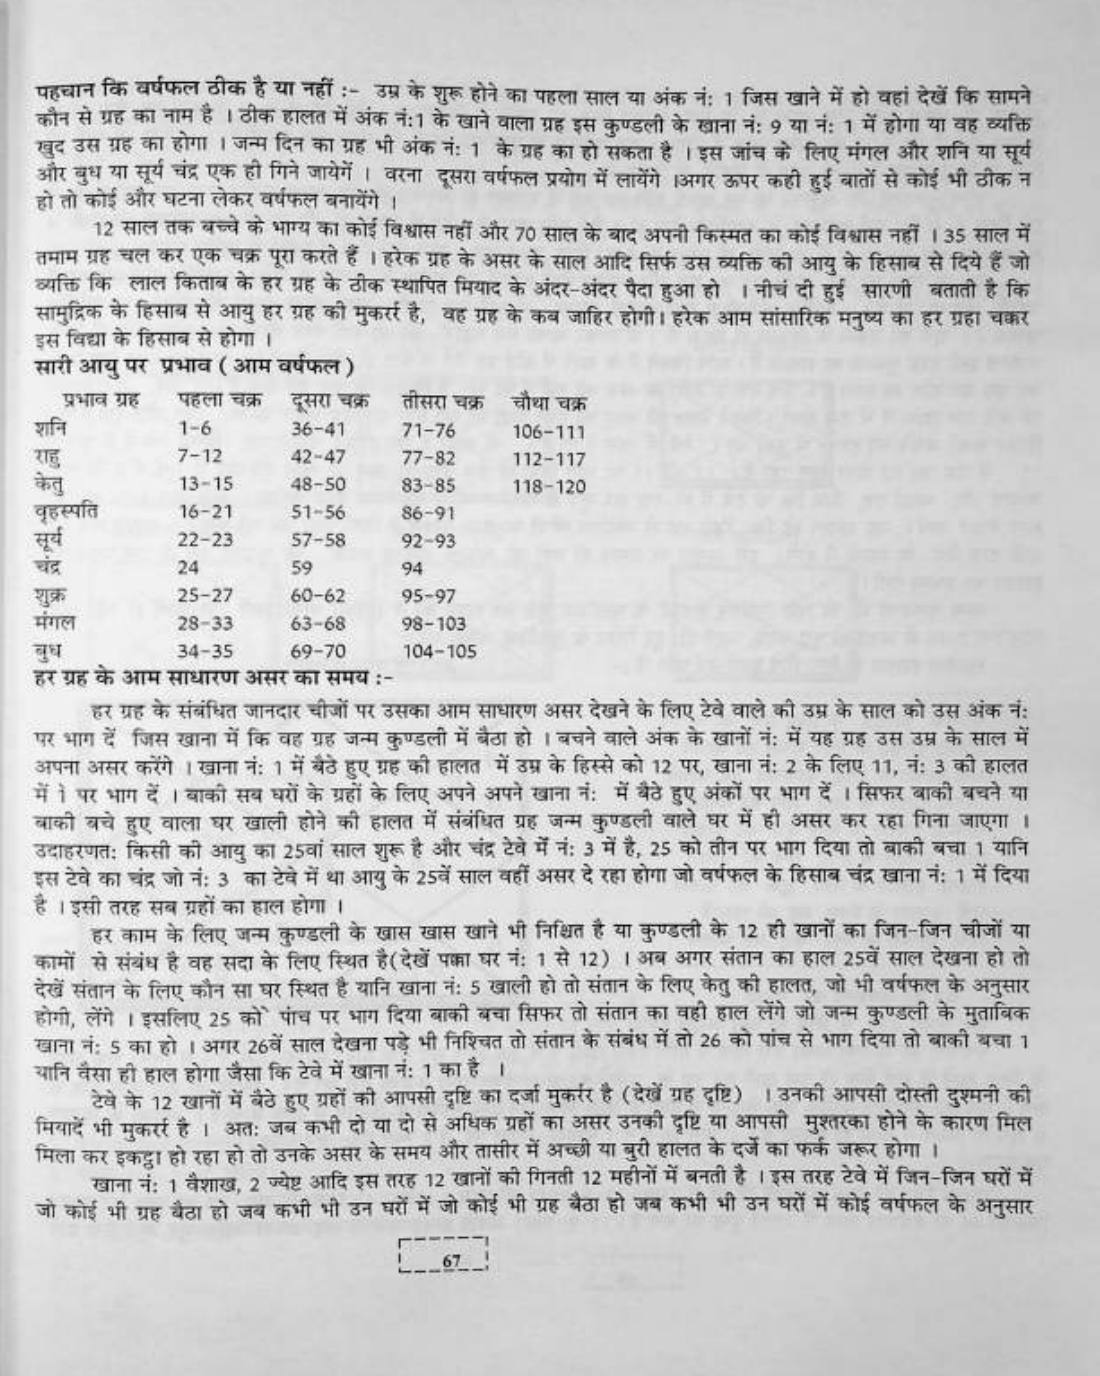 पहचान कि वर्षफल ठीक है या नहीं :- उम्र के शुरू होने का पहला साल या अंक नं: 1 जिस खाने में हो वहां देखें कि सामने
कौन से ग्रह का नाम है । ठीक हालत में अंक नं:1 के खाने वाला ग्रह इस कुण्डली के खाना नं: 9 या नं: 1 में होगा या वह व्यक्ति
खुद उस ग्रह का होगा । जन्म दिन का ग्रह भी अंक नं: 1 के ग्रह का हो सकता है । इस जांच के लिए मंगल और शनि या सूर्य
और बुध या सूर्य चंद्र एक ही गिने जायेगें । वरना दूसरा वर्षफल प्रयोग में लायेंगे ।अगर ऊपर कही हुई बातों से कोई भी ठीक न
हो तो कोई और घटना लेकर वर्षफल बनायेंगे ।
12 साल तक बच्चे के भाग्य का कोई विश्वास नहीं और 70 साल के बाद अपनी किस्मत का कोई विश्वास नहीं । 35 साल में
तमाम ग्रह चल कर एक चक्र पूरा करते हैं । हरेक ग्रह के असर के साल आदि सिर्फ उस व्यक्ति की आयु के हिसाब से दिये हैं जो
व्यक्ति कि लाल किताब के हर ग्रह के ठीक स्थापित मियाद के अंदर-अंदर पैदा हुआ हो । नीचं दी हुई सारणी बताती है कि
सामुद्रिक के हिसाब से आयु हर ग्रह की मुकर्रर है, वह ग्रह के कब जाहिर होगी। हरेक आम सांसारिक मनुष्य का हर ग्रहा चक्कर
इस विद्या के हिसाब से होगा ।
सारी आयु पर प्रभाव ( आम वर्षफल )
प्रभाव ग्रह पहला चक्र दूसरा चक्र तीसरा चक्र चौथा चक्र
शनि 1-6 36-41 71-76 106-111
राहु 7-12 42-47 77-82 112-117
केतु 13-15 48-50 83-85 118-120
वृहस्पति 16-21 51-56 86-91
सूर्य 22-23 57-58 92-93
चंद्र 24 59 94
शुक्र 25-27 60-62 95-97
मंगल 28-33 63-68 98-103
बुध 34-35 69-70 104-105
हर ग्रह के आम साधारण असर का समय :-
हर ग्रह के संबंधित जानदार चीजों पर उसका आम साधारण असर देखने के लिए टेवे वाले की उम्र के साल को उस अंक नं:
पर भाग दें जिस खाना में कि वह ग्रह जन्म कुण्डली में बैठा हो । बचने वाले अंक के खानों नं: में यह ग्रह उस उम्र के साल में
अपना असर करेंगे । खाना नं: 1 में बैठे हुए ग्रह की हालत में उम्र के हिस्से को 12 पर, खाना नं: 2 के लिए 11, नं: 3 की हालत
में 1 पर भाग दें । बाकी सब घरों के ग्रहों के लिए अपने अपने खाना नं: में बैठे हुए अंकों पर भाग दें । सिफर बाकी बचने या
बाकी बचे हुए वाला घर खाली होने की हालत में संबंधित ग्रह जन्म कुण्डली वाले घर में ही असर कर रहा गिना जाएगा ।
उदाहरणत: किसी की आयु का 25वां साल शुरू है और चंद्र टेवे में नं: 3 में है, 25 को तीन पर भाग दिया तो बाकी बचा 1 यानि
इस टेवे का चंद्र जो नं: 3 का टेवे में था आयु के 25वें साल वहीं असर दे रहा होगा जो वर्षफल के हिसाब चंद्र खाना नं: 1 में दिया
है । इसी तरह सब ग्रहों का हाल होगा ।
हर काम के लिए जन्म कुण्डली के खास खास खाने भी निश्चित है या कुण्डली के 12 ही खानों का जिन-जिन चीजों या
कामों से संबंध है वह सदा के लिए स्थित है(देखें पक्का घर नं: 1 से 12) । अब अगर संतान का हाल 25वें साल देखना हो तो
देखें संतान के लिए कौन सा घर स्थित है यानि खाना नं: 5 खाली हो तो संतान के लिए केतु की हालत, जो भी वर्षफल के अनुसार
होगी, लेंगे । इसलिए 25 को पांच पर भाग दिया बाकी बचा सिफर तो संतान का वही हाल लेंगे जो जन्म कुण्डली के मुताबिक
खाना नं: 5 का हो । अगर 26वें साल देखना पड़े भी निश्चित तो संतान के संबंध में तो 26 को पांच से भाग दिया तो बाकी बचा 1
यानि वैसा ही हाल होगा जैसा कि टेवे में खाना नं: 1 का है ।
टेवे के 12 खानों में बैठे हुए ग्रहों की आपसी दृष्टि का दर्जा मुकर्रर है (देखें ग्रह दृष्टि) । उनकी आपसी दोस्ती दुश्मनी की
मियादें भी मुकर्रर है । अत: जब कभी दो या दो से अधिक ग्रहों का असर उनकी दृष्टि या आपसी मुश्तरका होने के कारण मिल
मिला कर इकट्ठा हो रहा हो तो उनके असर के समय और तासीर में अच्छी या बुरी हालत के दर्जे का फर्क जरूर होगा ।
खाना नं: 1 वैशाख, 2 ज्येष्ट आदि इस तरह 12 खानों की गिनती 12 महीनों में बनती है । इस तरह टेवे में जिन-जिन घरों में
जो कोई भी ग्रह बैठा हो जब कभी भी उन घरों में जो कोई भी ग्रह बैठा हो जब कभी भी उन घरों में कोई वर्षफल के अनुसार
67